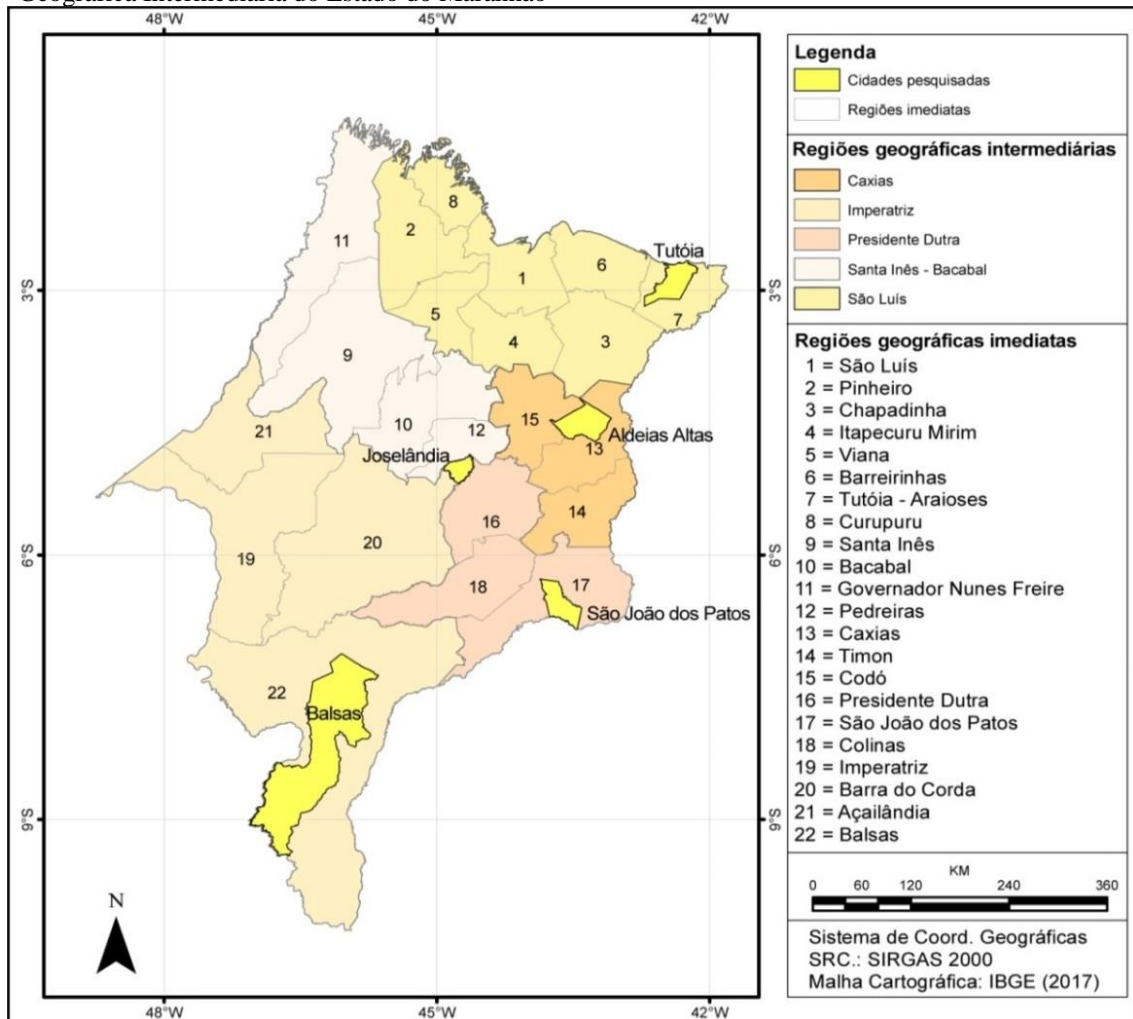 Geográfica Intermediária do Estado do Maranhão
48°W 45°W 42°W
3°S 3°S
6°S 6°S
9°S 9°S
48°W 45°W 42°W
11
2
8
1
6
Tutóia
7
5
4
3
9
15
Aldeias Altas
13
10
12
21
Joselândia
16
14
20
19
18
17
São João dos Patos
22
Balsas
N
Legenda
Cidades pesquisadas
Regiões imediatas
Regiões geográficas intermediárias
Caxias
Imperatriz
Presidente Dutra
Santa Inês - Bacabal
São Luís
Regiões geográficas imediatas
1 = São Luís
2 = Pinheiro
3 = Chapadinha
4 = Itapecuru Mirim
5 = Viana
6 = Barreirinhas
7 = Tutóia - Araioses
8 = Curupuru
9 = Santa Inês
10 = Bacabal
11 = Governador Nunes Freire
12 = Pedreiras
13 = Caxias
14 = Timon
15 = Codó
16 = Presidente Dutra
17 = São João dos Patos
18 = Colinas
19 = Imperatriz
20 = Barra do Corda
21 = Açailândia
22 = Balsas
KM
0 60 120 240 360
Sistema de Coord. Geográficas
SRC.: SIRGAS 2000
Malha Cartográfica: IBGE (2017)